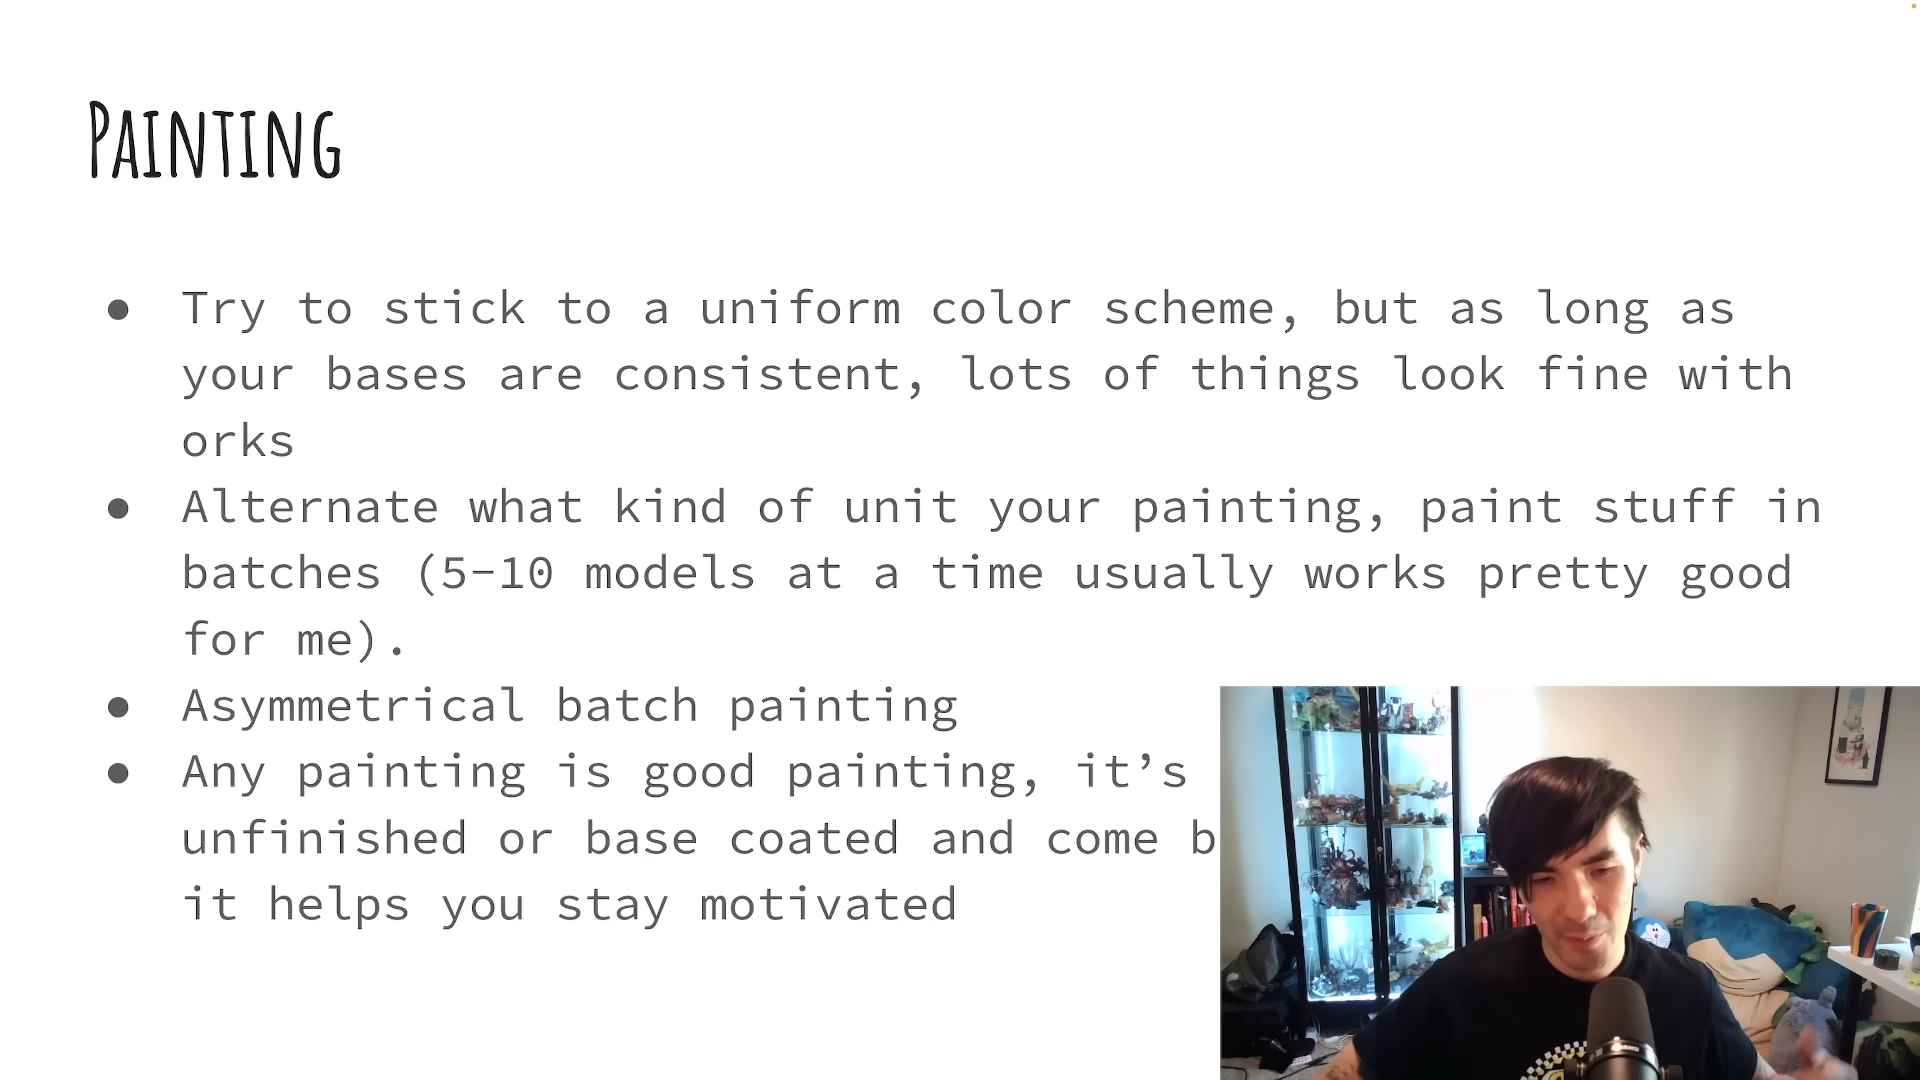 Painting
● Try to stick to a uniform color scheme, but as long as
your bases are consistent, lots of things look fine with
orks
● Alternate what kind of unit your painting, paint stuff in
batches (5-10 models at a time usually works pretty good
for me).
● Asymmetrical batch painting
● Any painting is good painting, it’s
unfinished or base coated and come
it helps you stay motivated